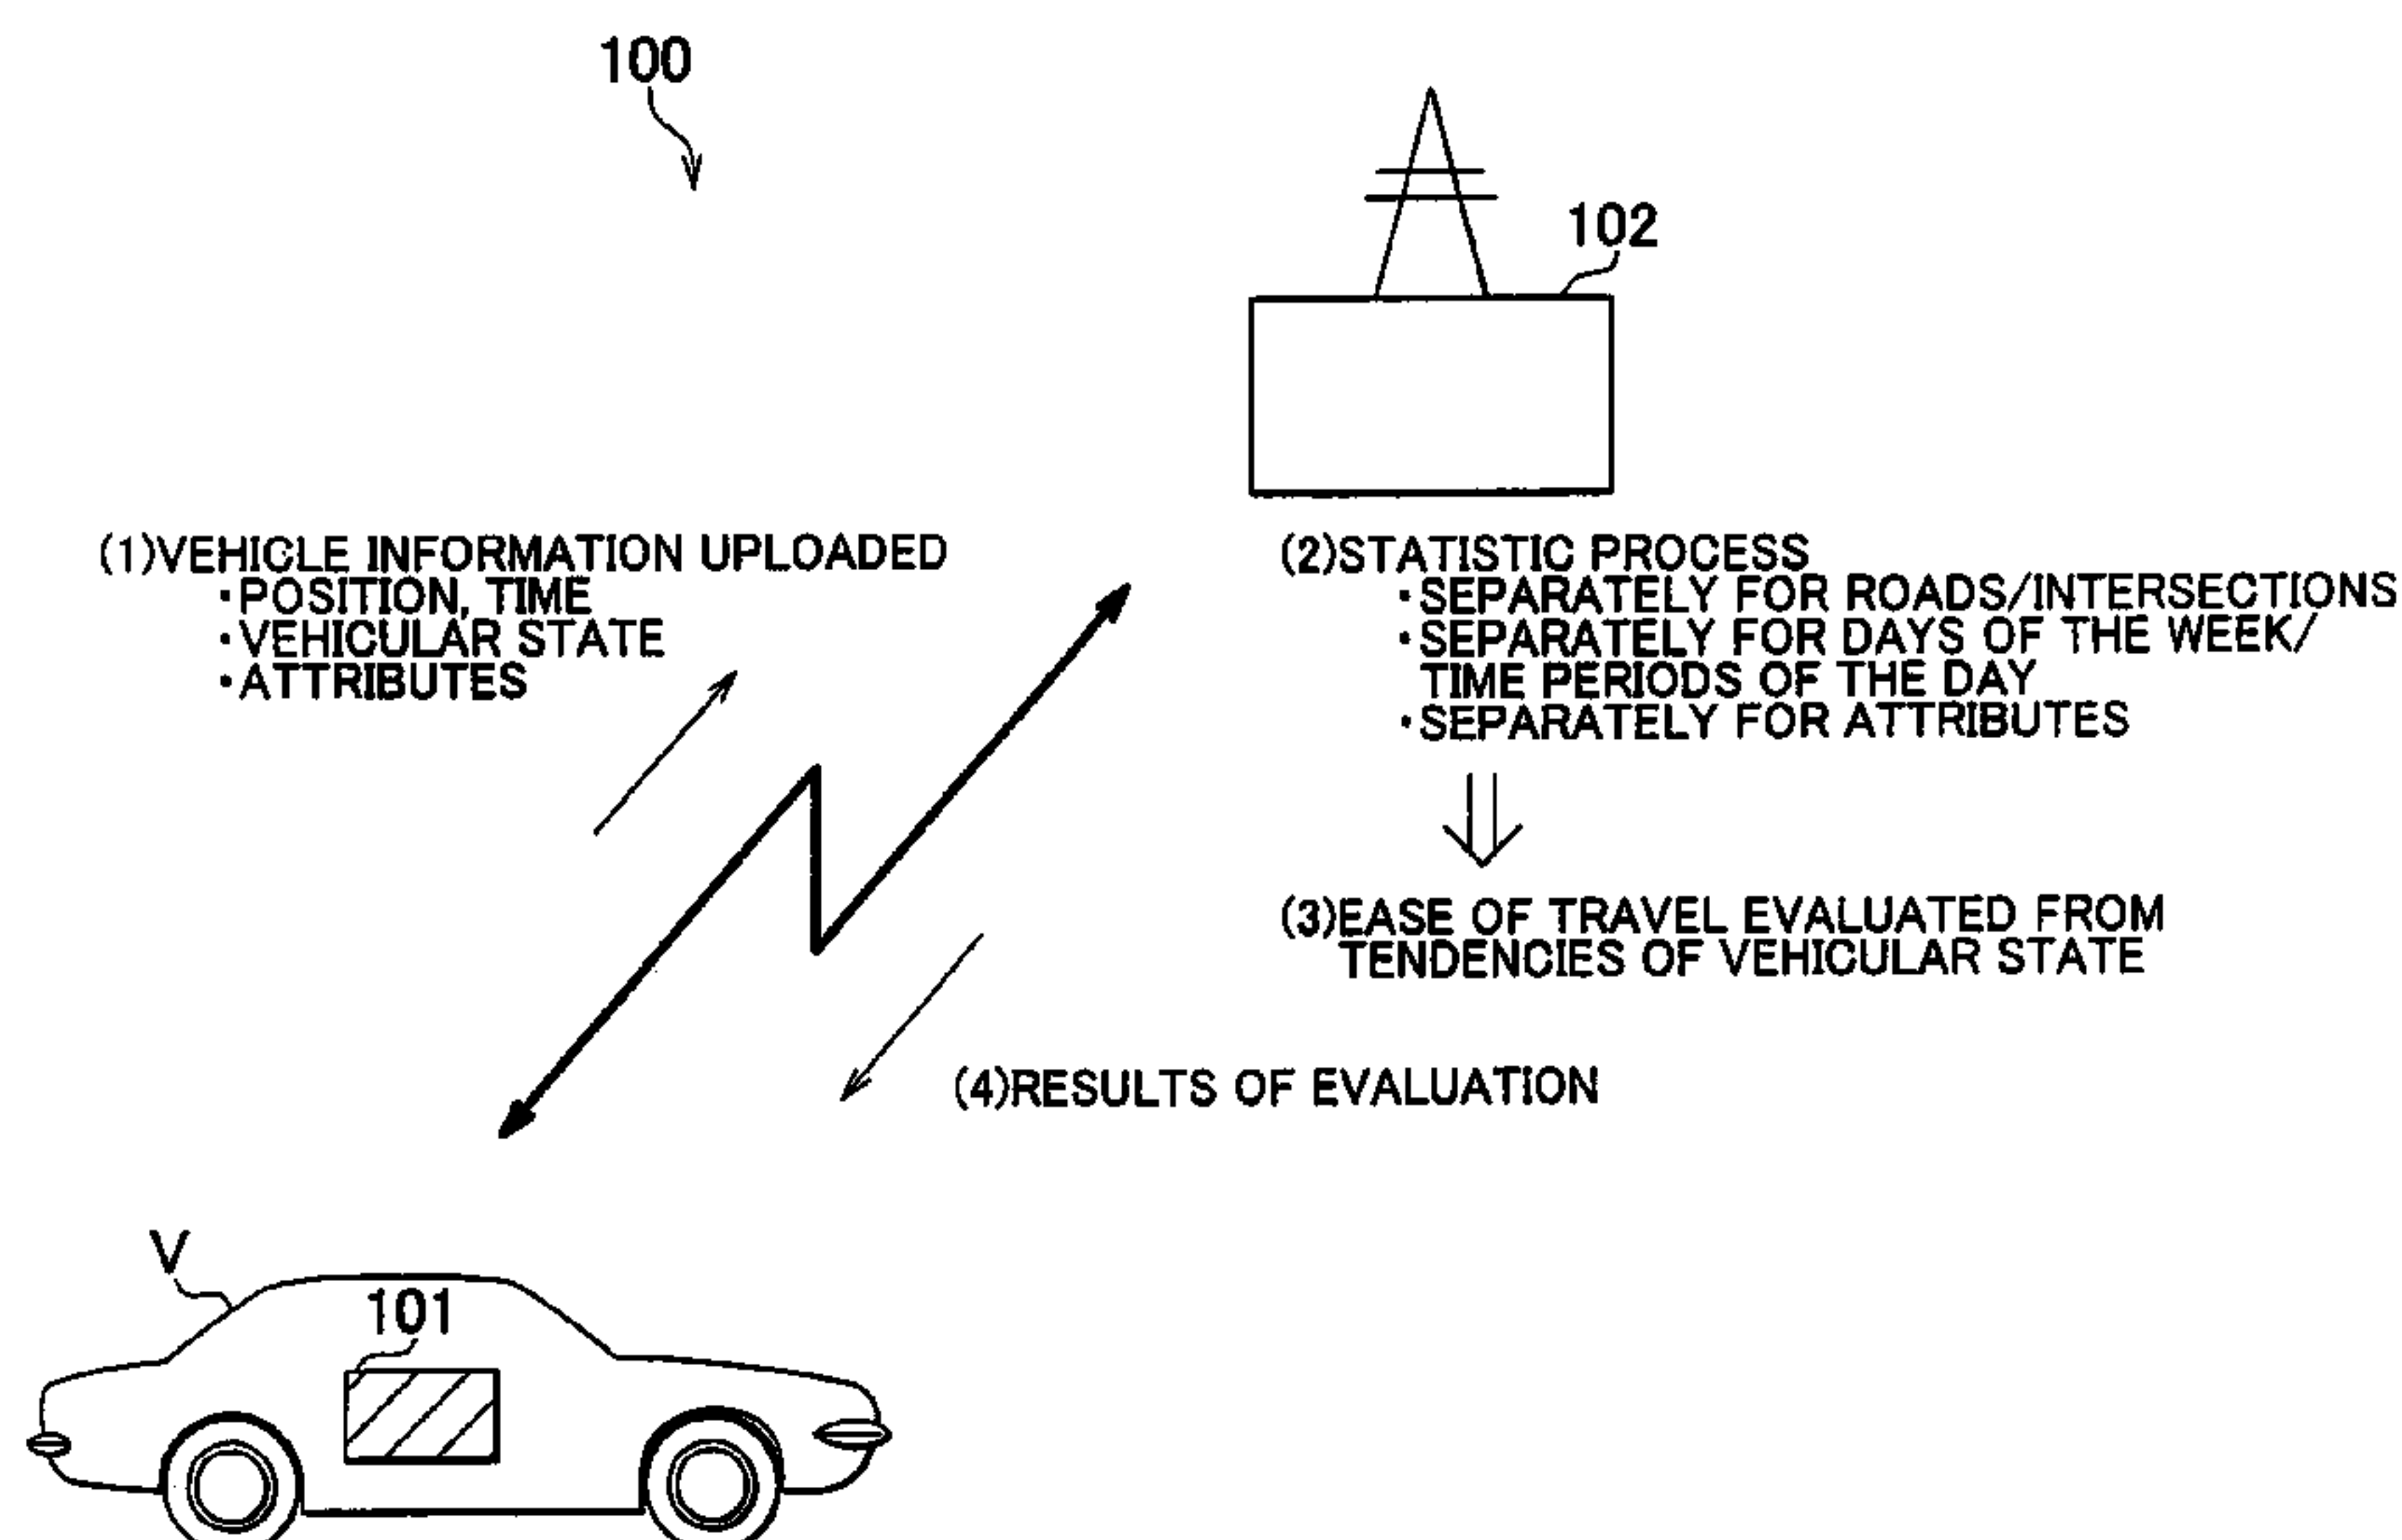 100
102
(1)VEHICLE INFORMATION UPLOADED
・POSITION, TIME
・VEHICULAR STATE
・ATTRIBUTES
(2)STATISTIC PROCESS
・SEPARATELY FOR ROADS/INTERSECTIONS
・SEPARATELY FOR DAYS OF THE WEEK/
TIME PERIODS OF THE DAY
・SEPARATELY FOR ATTRIBUTES
(3)EASE OF TRAVEL EVALUATED FROM
TENDENCIES OF VEHICULAR STATE
(4)RESULTS OF EVALUATION
V
101